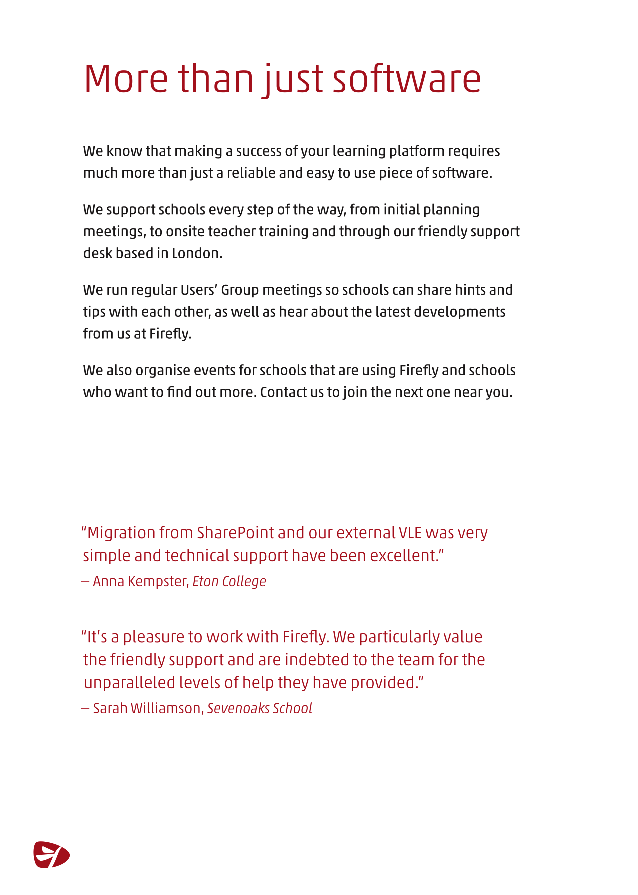 More than just software
We know that making a success of your learning platform requires
much more than just a reliable and easy to use piece of software.
We support schools every step of the way, from initial planning
meetings, to onsite teacher training and through our friendly support
desk based in London.
We run regular Users’ Group meetings so schools can share hints and
tips with each other, as well as hear about the latest developments
from us at Firefly.
We also organise events for schools that are using Firefly and schools
who want to find out more. Contact us to join the next one near you.
“Migration from SharePoint and our external VLE was very
simple and technical support have been excellent.”
– Anna Kempster, Eton College
“It's a pleasure to work with Firefly. We particularly value
the friendly support and are indebted to the team for the
unparalleled levels of help they have provided.”
– Sarah Williamson, Sevenoaks School